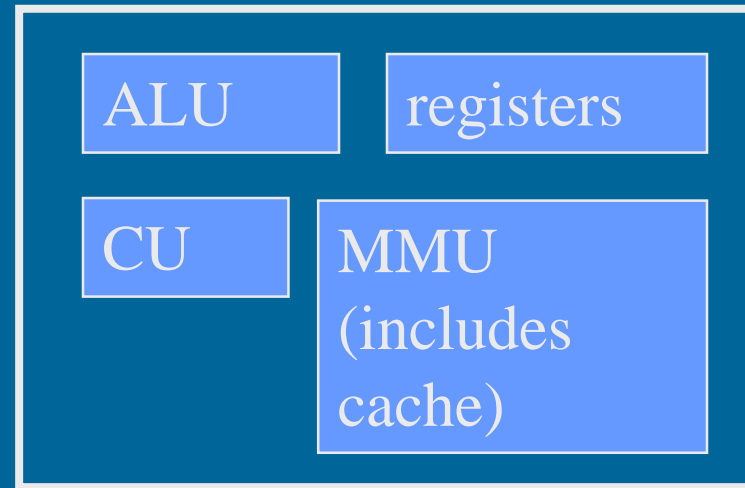 ALU
registers
CU
MMU
(includes
cache)